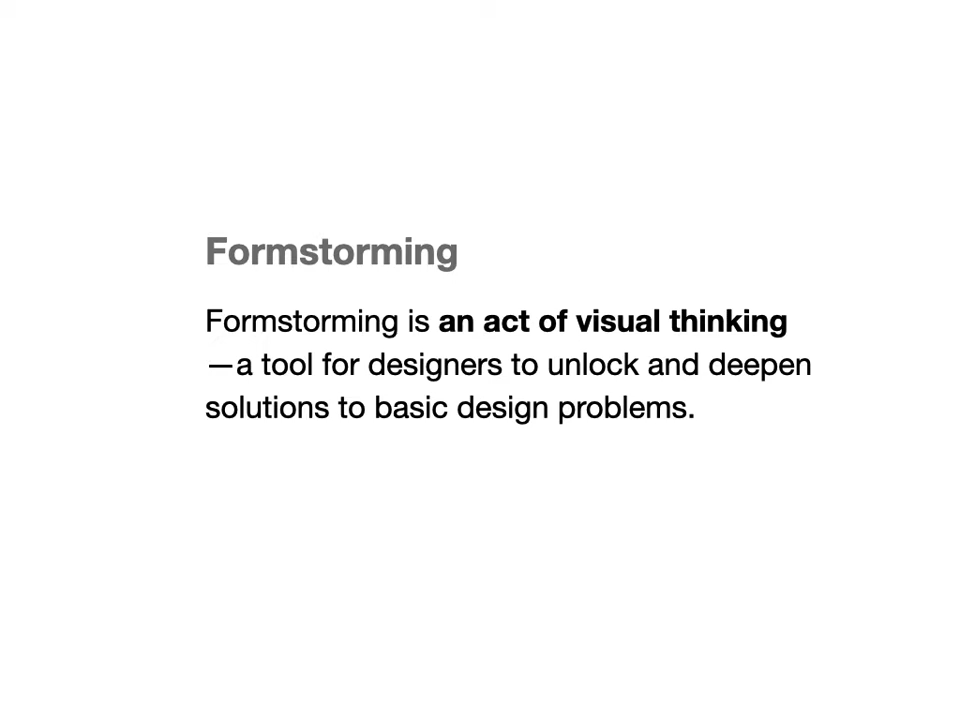 Formstorming
Formstorming is an act of visual thinking
—a tool for designers to unlock and deepen
solutions to basic design problems.